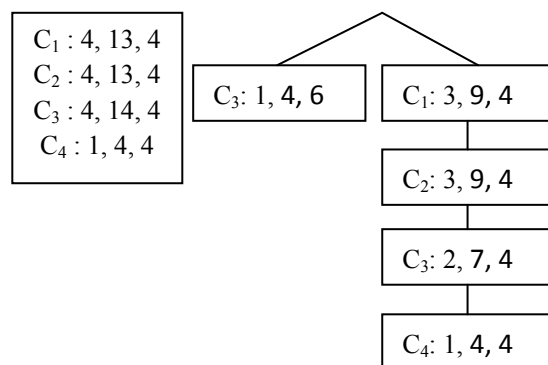 C₁ : 4, 13, 4
C₂ : 4, 13, 4
C₃ : 4, 14, 4
C₄ : 1, 4, 4
C₃: 1, 4, 6
C₁: 3, 9, 4
C₂: 3, 9, 4
C₃: 2, 7, 4
C₄: 1, 4, 4